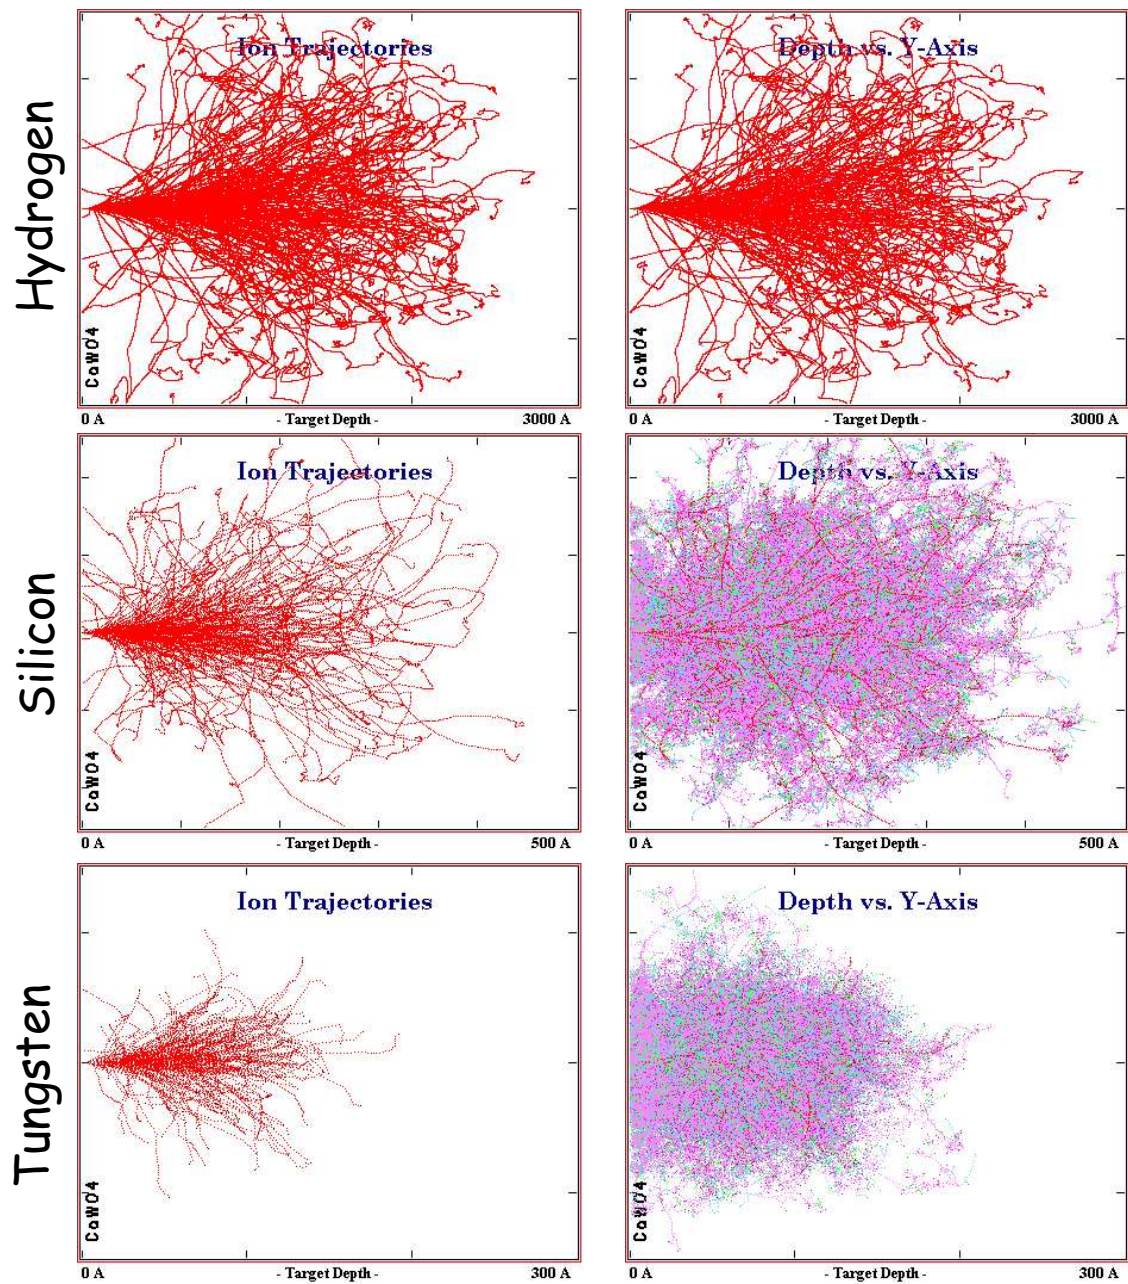 Hydrogen
Ion Trajectories
CaWO4
0 A - Target Depth - 3000 A
Depth vs. Y-Axis
CaWO4
0 A - Target Depth - 3000 A
Silicon
Ion Trajectories
CaWO4
0 A - Target Depth - 500 A
Depth vs. Y-Axis
CaWO4
0 A - Target Depth - 500 A
Tungsten
Ion Trajectories
CaWO4
0 A - Target Depth - 300 A
Depth vs. Y-Axis
CaWO4
0 A - Target Depth - 300 A